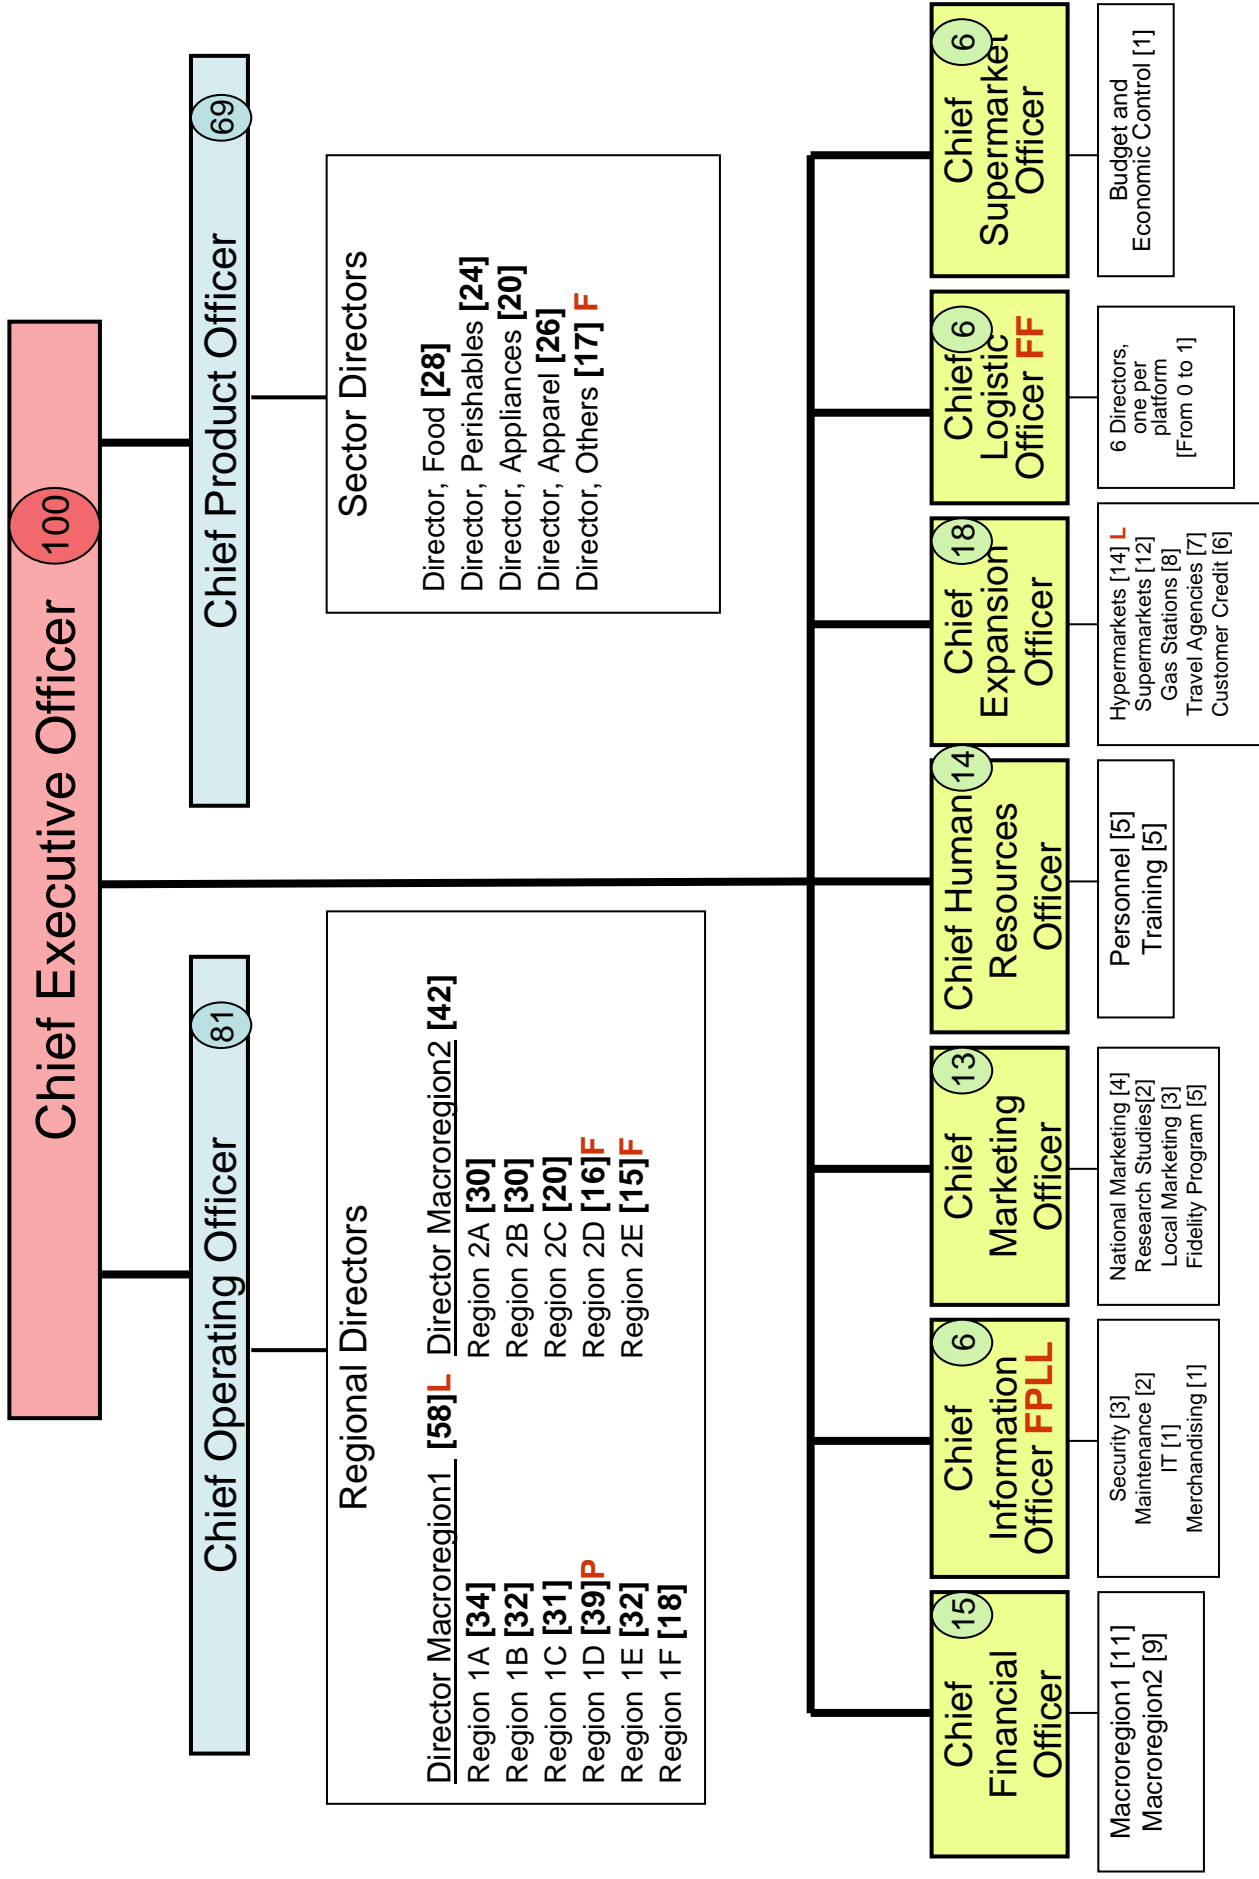 Chief Executive Officer 100
Chief Operating Officer 81
Chief Product Officer 69
Regional Directors
Director Macroregion1 [58]L
Region 1A [34]
Region 1B [32]
Region 1C [31]
Region 1D [39]P
Region 1E [32]
Region 1F [18]
Director Macroregion2 [42]
Region 2A [30]
Region 2B [30]
Region 2C [20]
Region 2D [16]F
Region 2E [15]F
Sector Directors
Director, Food [28]
Director, Perishables [24]
Director, Appliances [20]
Director, Apparel [26]
Director, Others [17] F
Chief
Financial
Officer
15
Macroregion1 [11]
Macroregion2 [9]
Chief
Information
Officer FPLL
6
Security [3]
Maintenance [2]
IT [1]
Merchandising [1]
Chief
Marketing
Officer
13
National Marketing [4]
Research Studies[2]
Local Marketing [3]
Fidelity Program [5]
Chief Human
Resources
Officer
14
Personnel [5]
Training [5]
Chief
Expansion
Officer
18
Hypermarkets [14] L
Supermarkets [12]
Gas Stations [8]
Travel Agencies [7]
Customer Credit [6]
Chief
Logistic
Officer FF
6
6 Directors,
one per
platform
[From 0 to 1]
Chief
Supermarket
Officer
6
Budget and
Economic Control [1]